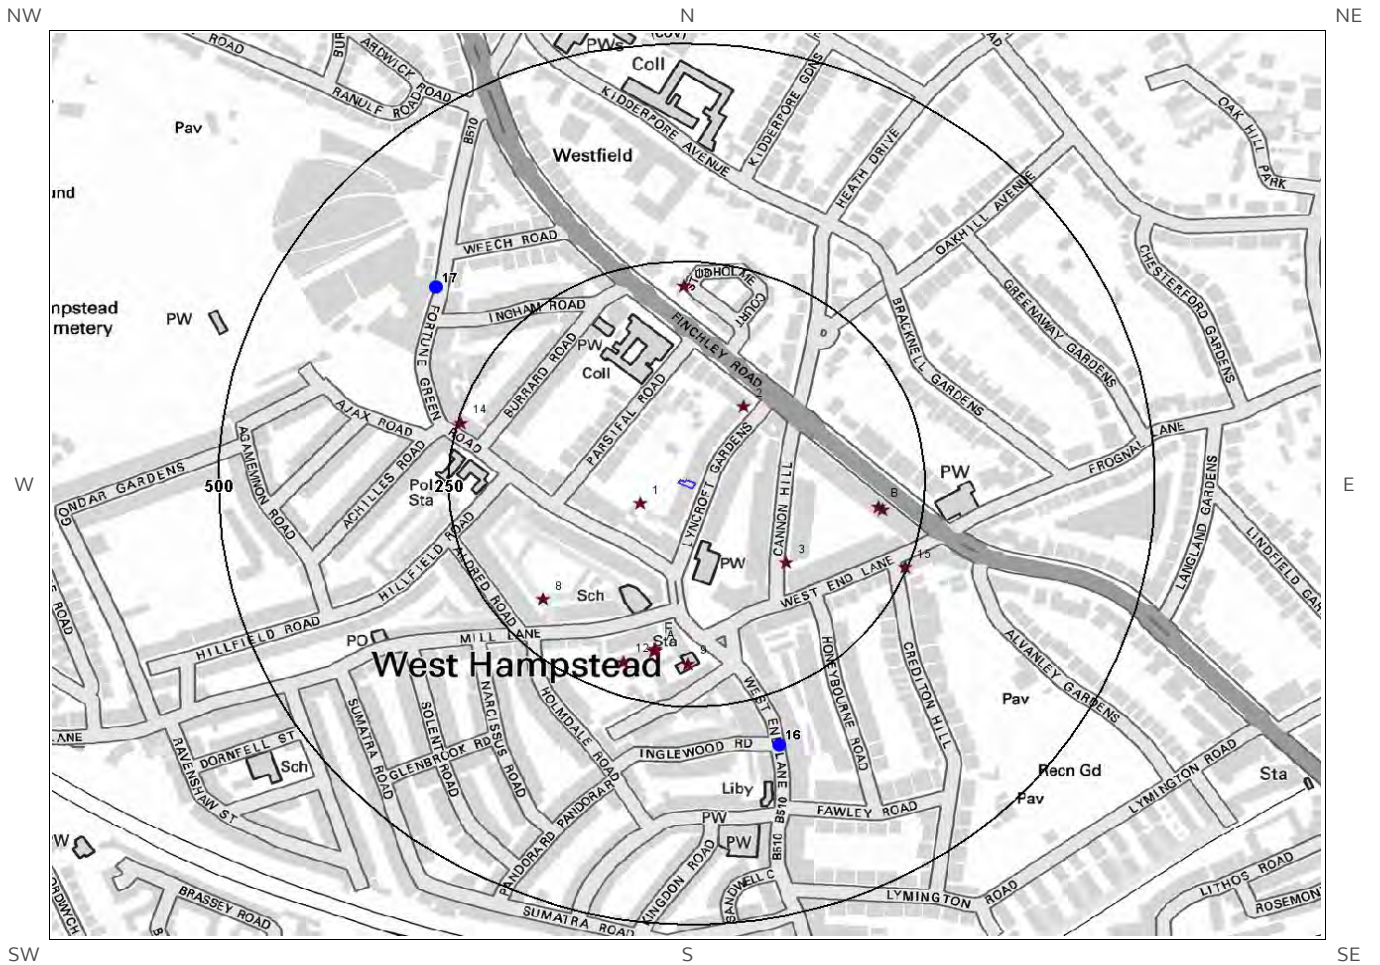 NW
N
NE
ROAD
ARDWICK
ROAD
RANULF ROAD
PWs
Coll
KIDDERPORE GDNS
KIDDERPORE AVENUE
OAK HILL PARK
Pav
B510
Westfield
HEATH DRIVE
OAKHILL AVENUE
WEECH ROAD
CHESTERFORD GARDENS
17
GREENAWAY GARDENS
COURT
mpstead
metery
PW
FORTUNE GREEN
ROAD
INGHAM ROAD
FINCHLEY ROAD
BRACKNELL GARDENS
PW
Coll
BURRARD ROAD
PARSIFAL ROAD
2
AJAX ROAD
14
LYNCROFT GARDENS
FROGNAL LANE
AGAMEMNON ROAD
ACHILLES ROAD
GONDAR GARDENS
W
500
Pol
Sta
250
1
CANNON HILL
PW
E
LANGLAND GARDENS
LINDFIELD GAR
HILLFIELD ROAD
ALDRED ROAD
B
3
15
PW
WEST END LANE
8
Sch
HILLFIELD ROAD
PO
MILL LANE
Sta
12
9
West Hampstead
HONEYBOURNE ROAD
CREDITON HILL
ALVANLEY GARDENS
Pav
WEST END LANE
16
SUMATRA ROAD
SOLENT ROAD
NARCISSUS ROAD
HOLMDALE ROAD
INGLEWOOD RD
LANE
RAVENSHAW ST
DORNFELL ST
Sch
GLENBROOK RD
Recn Gd
Pav
LYMINGTON ROAD
Sta
Liby
B510
FAWLEY ROAD
PANDORA RD
PANDORA R
PW
PW
W
B510
KINGDON ROAD
SANDWELL C
LYMINGTON ROAD
LITHOS ROAD
ROSEMON
BRASSEY ROAD
SUMATRA ROAD
SW
S
SE